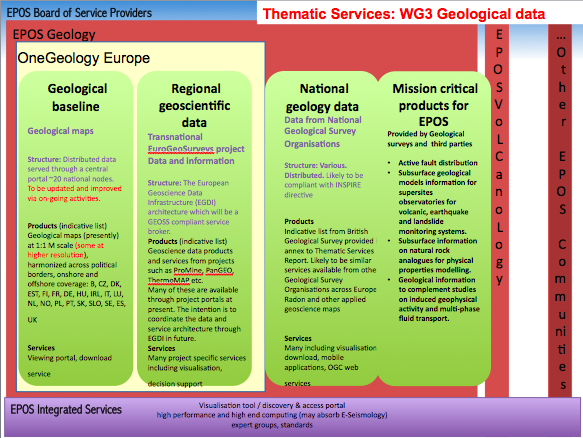 EPOS Board of Service Providers
Thematic Services: WG3 Geological data
EPOS Geology
OneGeology Europe
Geological
baseline
Geological maps
Structure: Distributed data
served through a central
portal ~20 national nodes.
To be updated and improved
via on-going activities.
Products (indicative list)
Geological maps (presently)
at 1:1 M scale (some at
higher resolution),
harmonized across political
borders, onshore and
offshore coverage: B, CZ, DK,
EST, FI, FR, DE, HU, IRL, IT, LU,
NL, NO, PL, PT, SK, SLO, SE, ES,
UK
Services
Viewing portal, download
service
Regional
geoscientific
data
Transnational
EuroGeoSurveys project
Data and information
Structure: The European
Geoscience Data
Infrastructure (EGDI)
architecture which will be a
GEOSS compliant service
broker.
Products (indicative list)
Geoscience data products
and services from projects
such as ProMine, PanGEO,
ThermoMAP etc.
Many of these are available
through project portals at
present. The intention is to
coordinate the data and
service architecture through
EGDI in future.
Services
Many project specific services
including visualisation,
decision support
National
geology data
Data from National
Geological Survey
Organisations
Structure: Various.
Distributed. Likely to be
compliant with INSPIRE
directive
Products
Indicative list from British
Geological Survey provided
annex to Thematic Services
Report. Likely to be similar
services available from othe
Geological Survey
Organisations across Europe
Radon and other applied
geoscience maps
Services
Many including visualisation
download, mobile
applications, OGC web
services
Mission critical
products for
EPOS
Provided by Geological
surveys and third parties
• Active fault distribution
• Subsurface geological
models information for
supersites
observatories for
volcanic, earthquake
and landslide
monitoring systems.
• Subsurface information
on natural rock
analogues for physical
properties modelling.
• Geological information
to complement studies
on induced geophysical
activity and multi-phase
fluid transport.
E
P
O
S
V
o
L
C
a
n
o
L
o
g
y
...
O
t
h
e
r
E
P
O
S
C
o
m
m
u
n
i
t
i
e
s
EPOS Integrated Services
Visualisation tool / discovery & access portal
high performance and high end computing (may absorb E-Seismology)
expert groups, standards